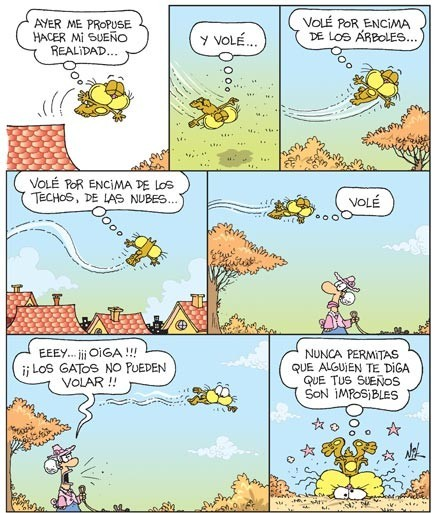 AYER ME PROPUSE
HACER MI SUEÑO
REALIDAD...
Y VOLÉ...
VOLÉ POR ENCIMA
DE LOS ÁRBOLES...
VOLÉ POR ENCIMA DE LOS
TECHOS, DE LAS NUBES...
VOLÉ
EEEY...¡¡¡OIGA!!!
¡¡LOS GATOS NO PUEDEN
VOLAR!!
NUNCA PERMITAS
QUE ALGUIEN TE DIGA
QUE TUS SUEÑOS
SON IMPOSIBLES
NIK